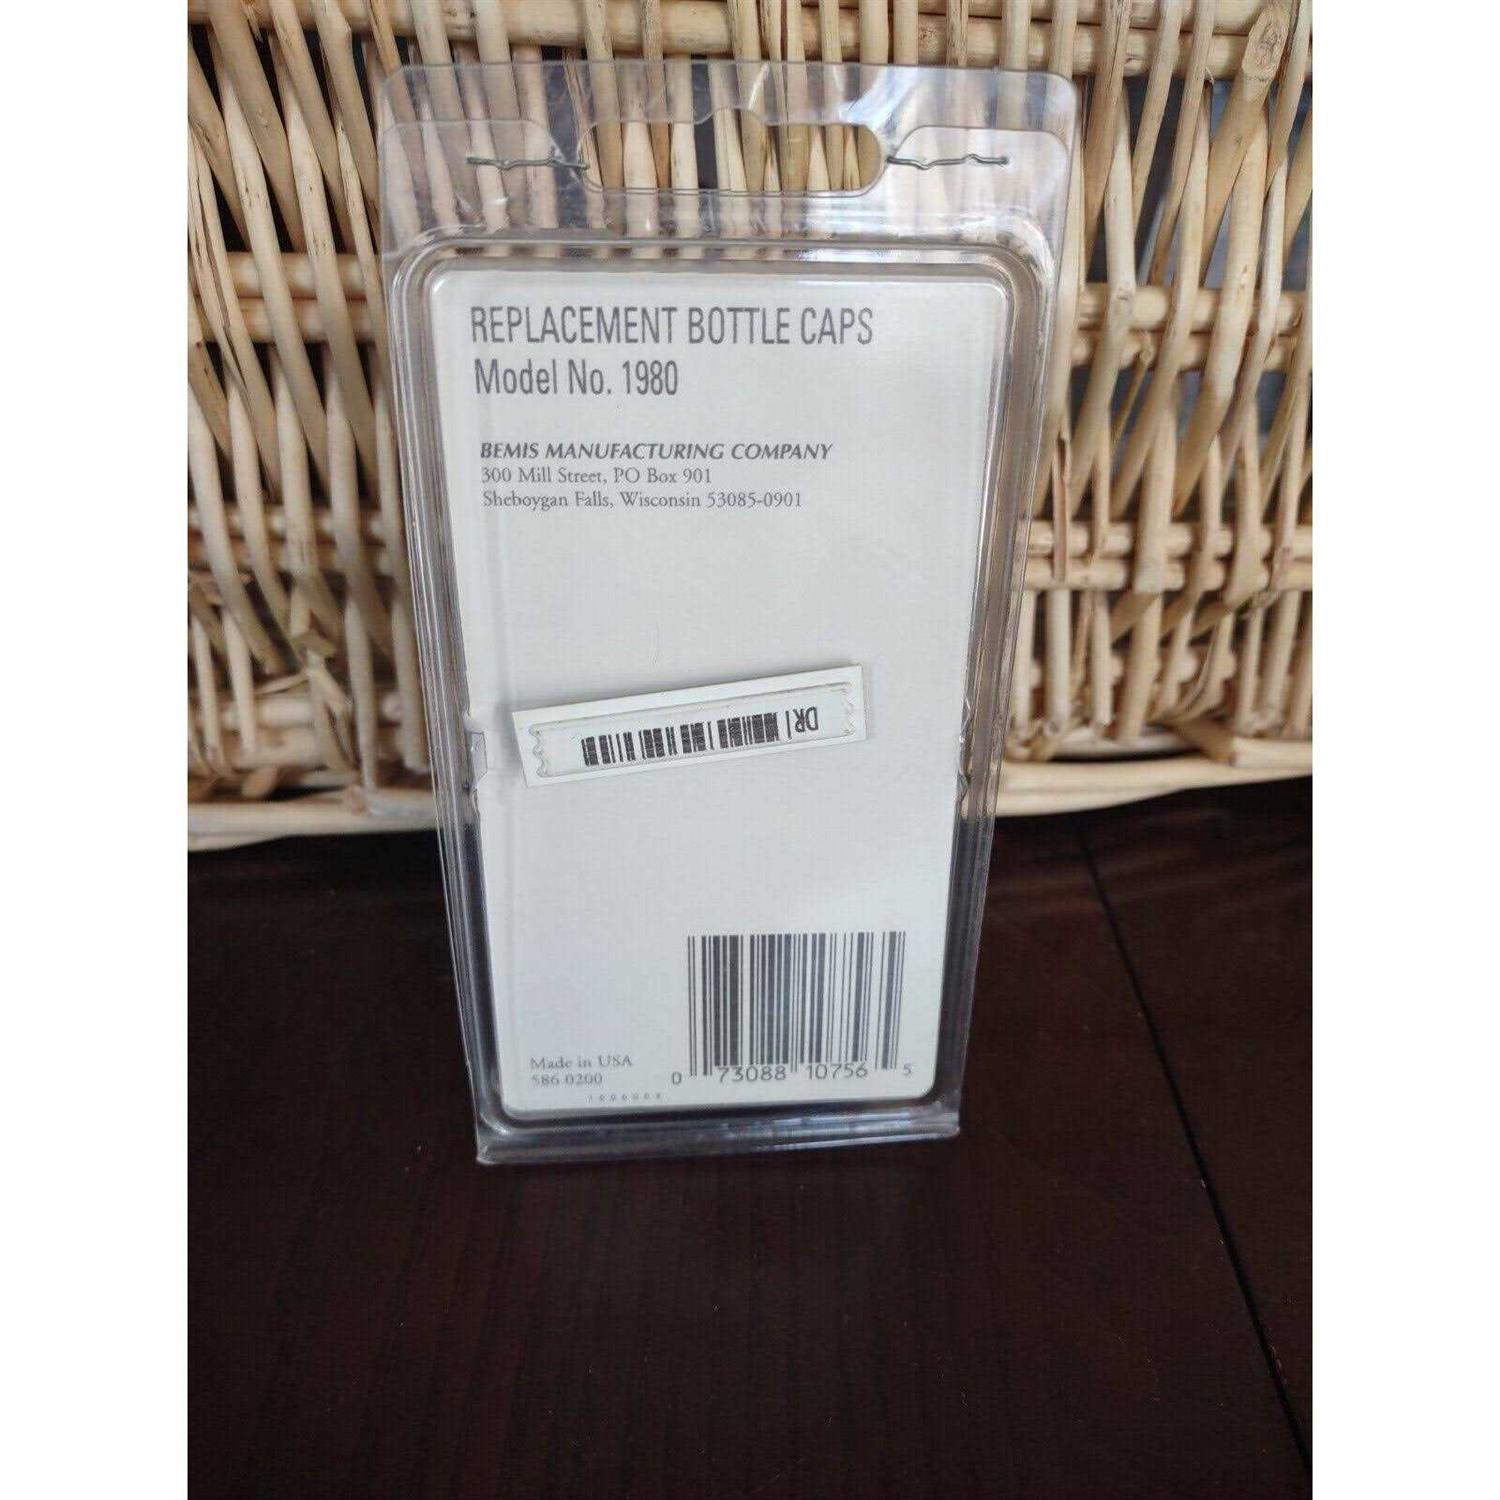 REPLACEMENT BOTTLE CAPS
Model No. 1980
BEMIS MANUFACTURING COMPANY
300 Mill Street, PO Box 901
Sheboygan Falls, Wisconsin 53085-0901
DR
Made in USA
586 0200
0 73088 10756 5